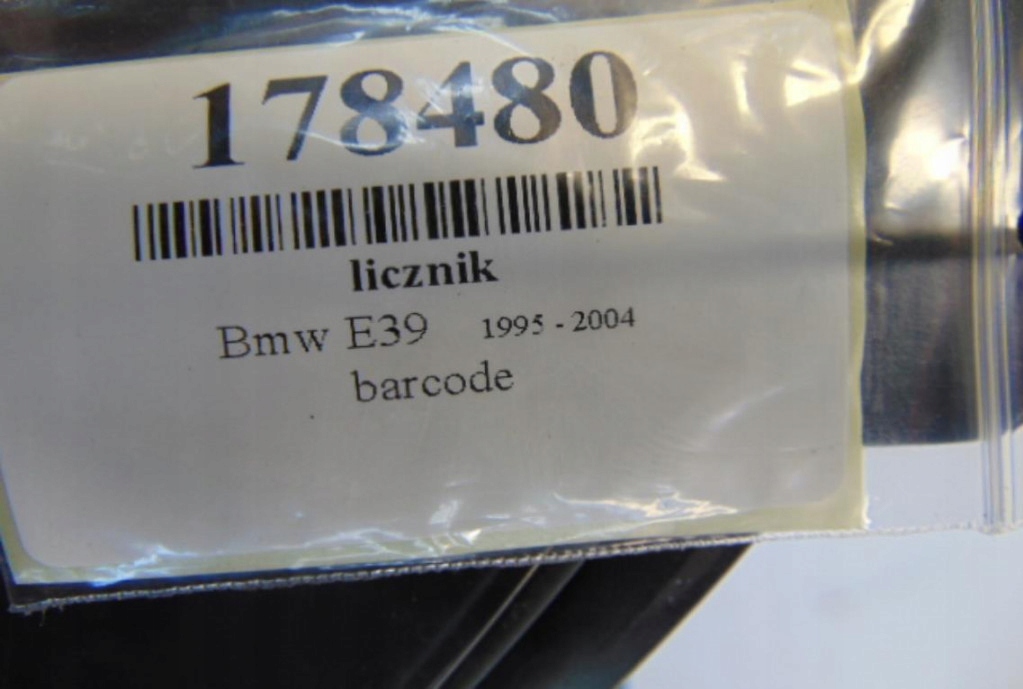 178480
licznik
Bmw E39 1995 - 2004
barcode